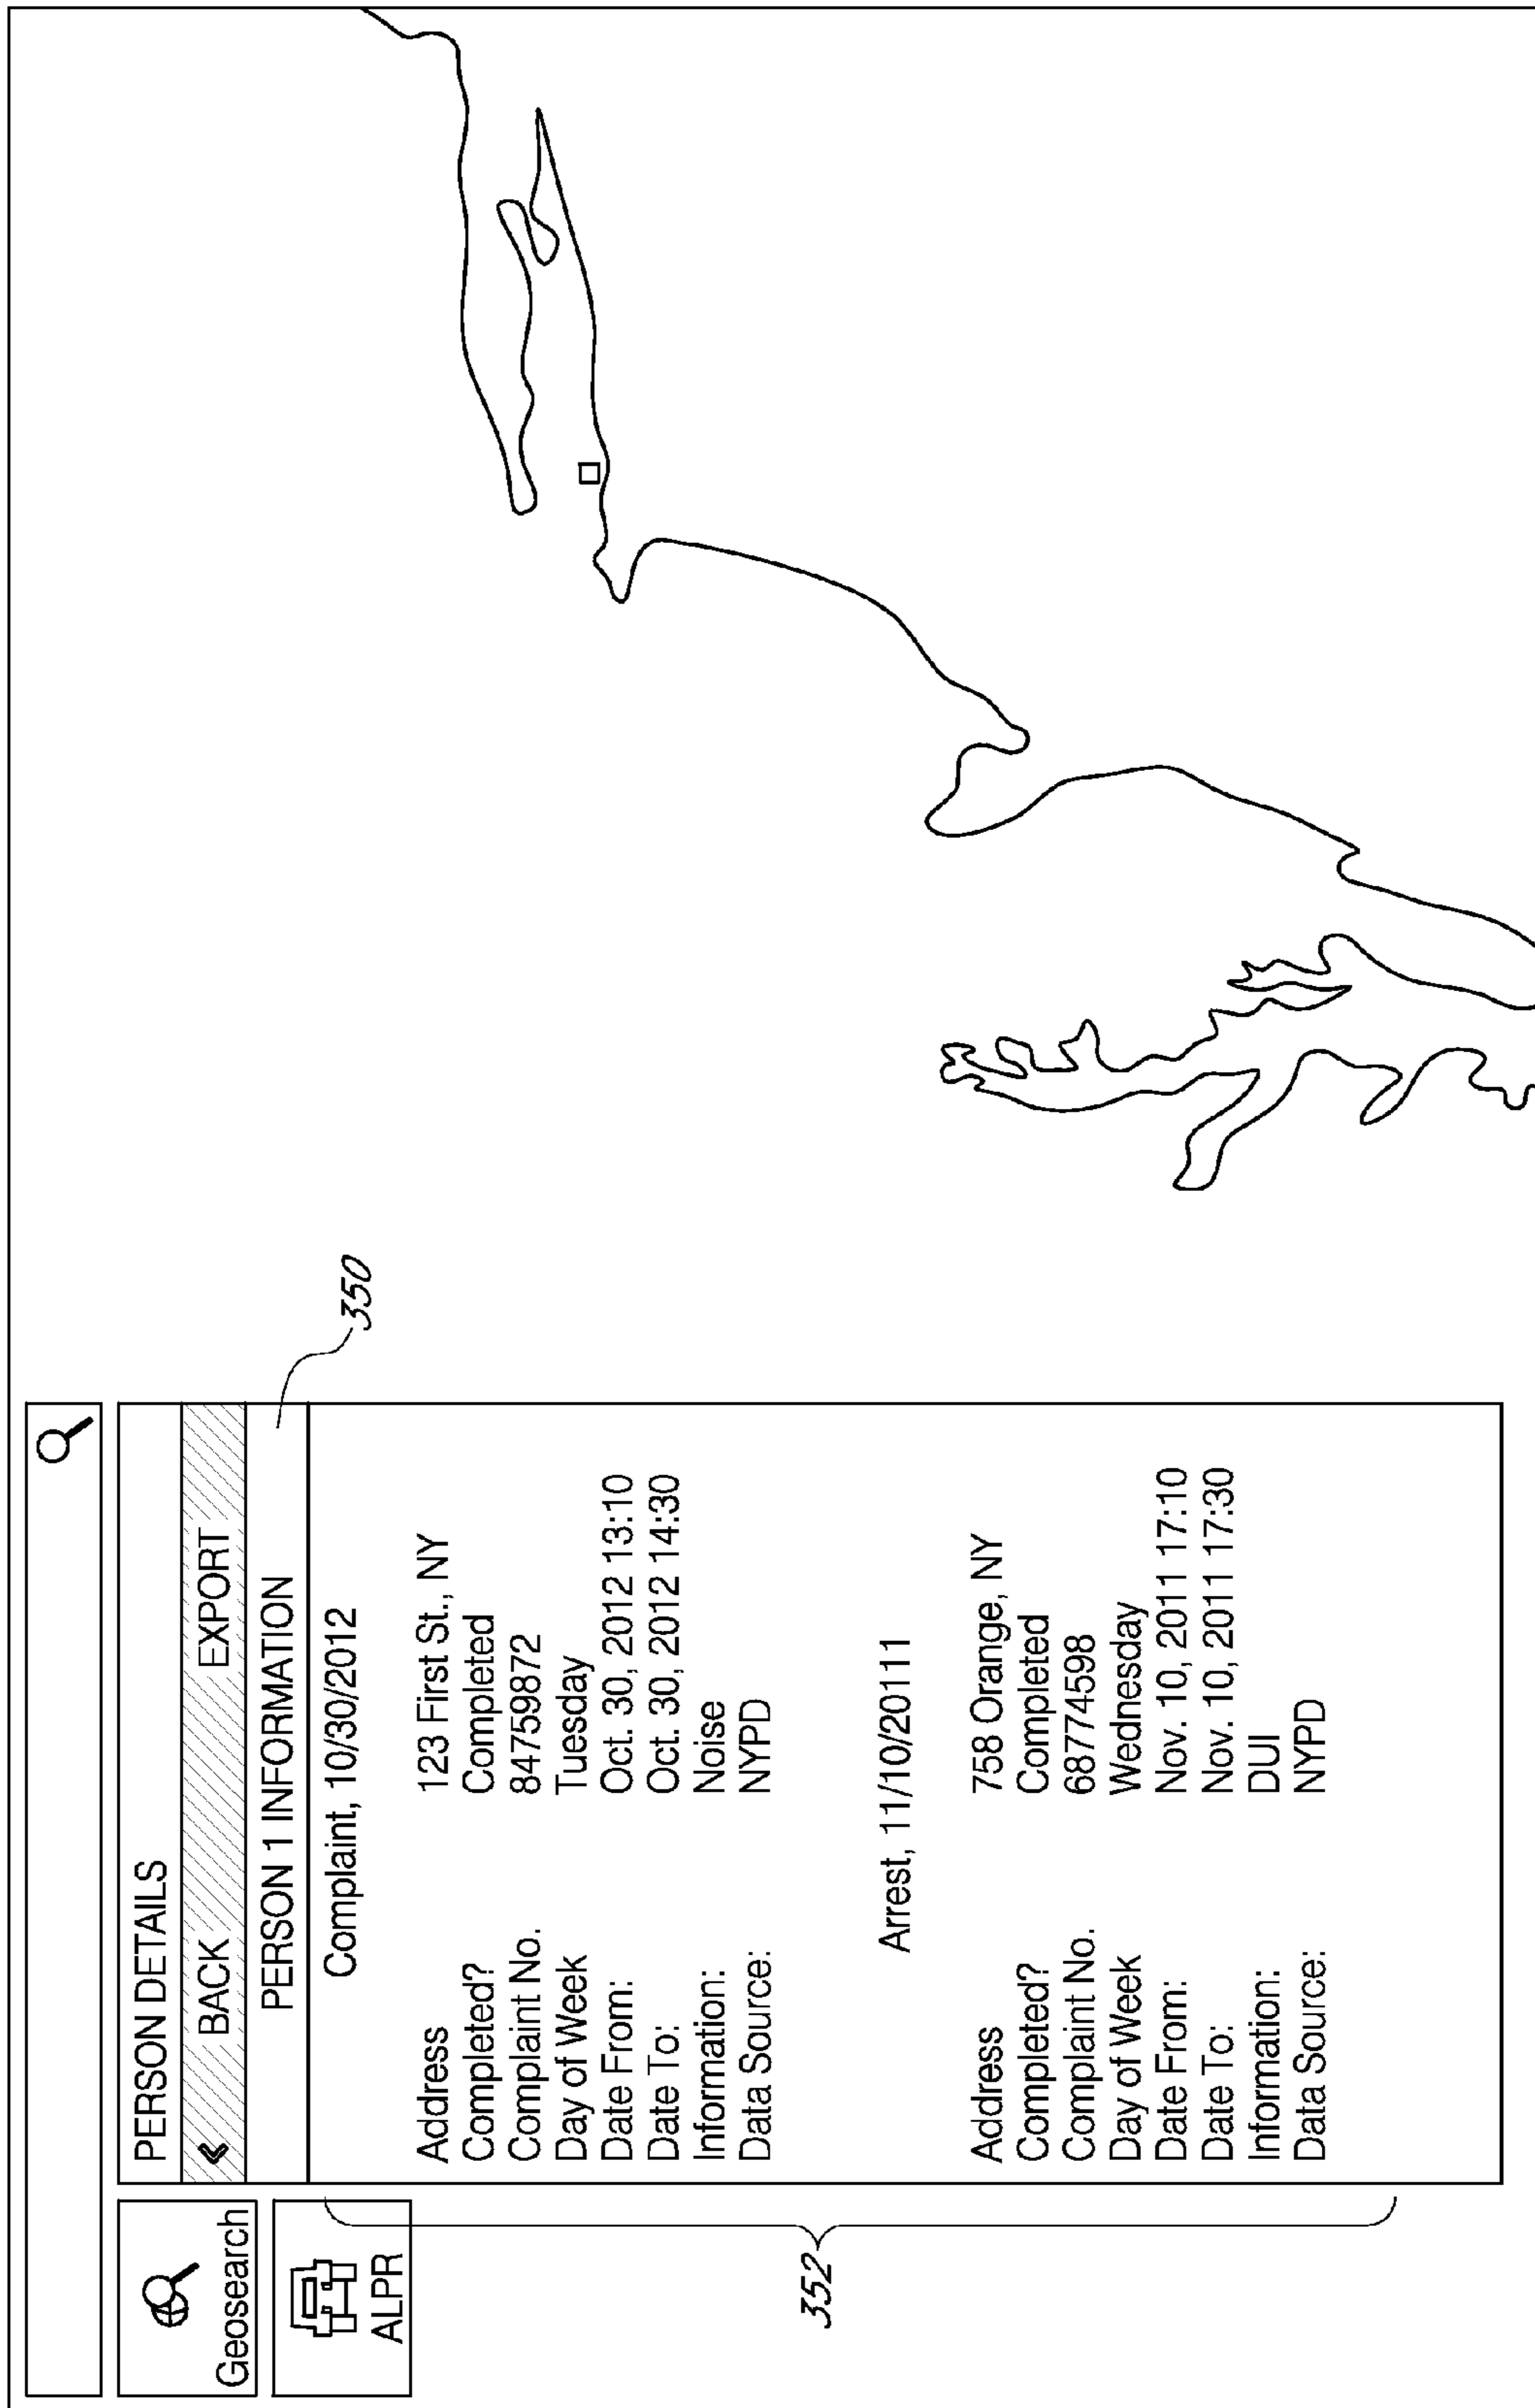 Geosearch
ALPR
PERSON DETAILS
« BACK EXPORT
PERSON 1 INFORMATION
350
352
Complaint, 10/30/2012
Address 123 First St., NY
Completed? Completed
Complaint No. 84759872
Day of Week Tuesday
Date From: Oct. 30, 2012 13:10
Date To: Oct. 30, 2012 14:30
Information: Noise
Data Source: NYPD
Arrest, 11/10/20111
Address 758 Orange, NY
Completed? Completed
Complaint No. 68774598
Day of Week Wednesday
Date From: Nov. 10, 2011 17:10
Date To: Nov. 10, 2011 17:30
Information: DUI
Data Source: NYPD